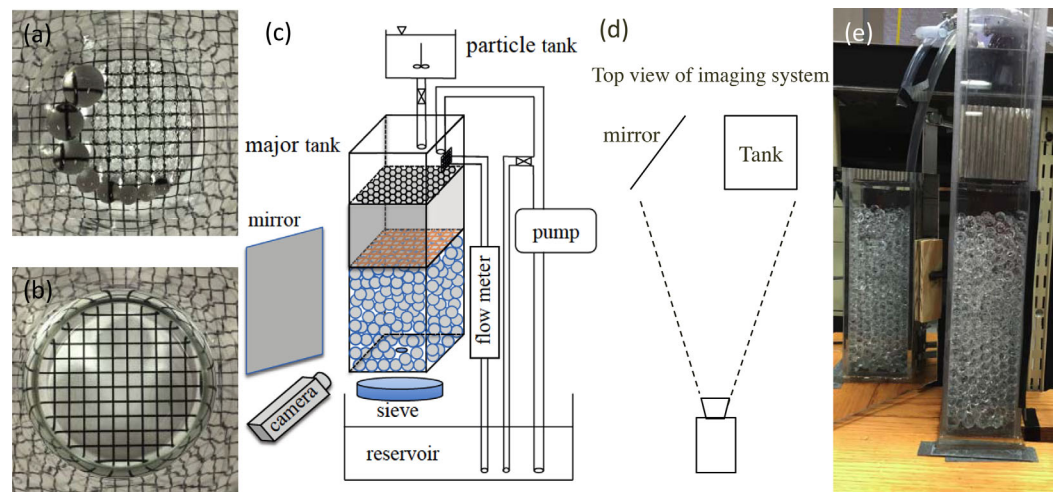 (a)
(b)
(c)
particle tank
major tank
mirror
pump
flow meter
camera
sieve
reservoir
(d)
Top view of imaging system
mirror
Tank
(e)